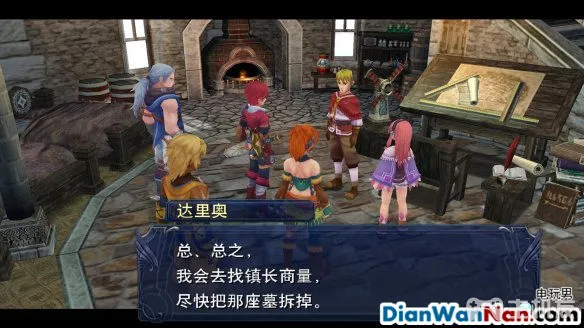 达里奥
总、总之，
我会去找镇长商量，
尽快把那座墓拆掉。
电玩男
DianWanNan.com